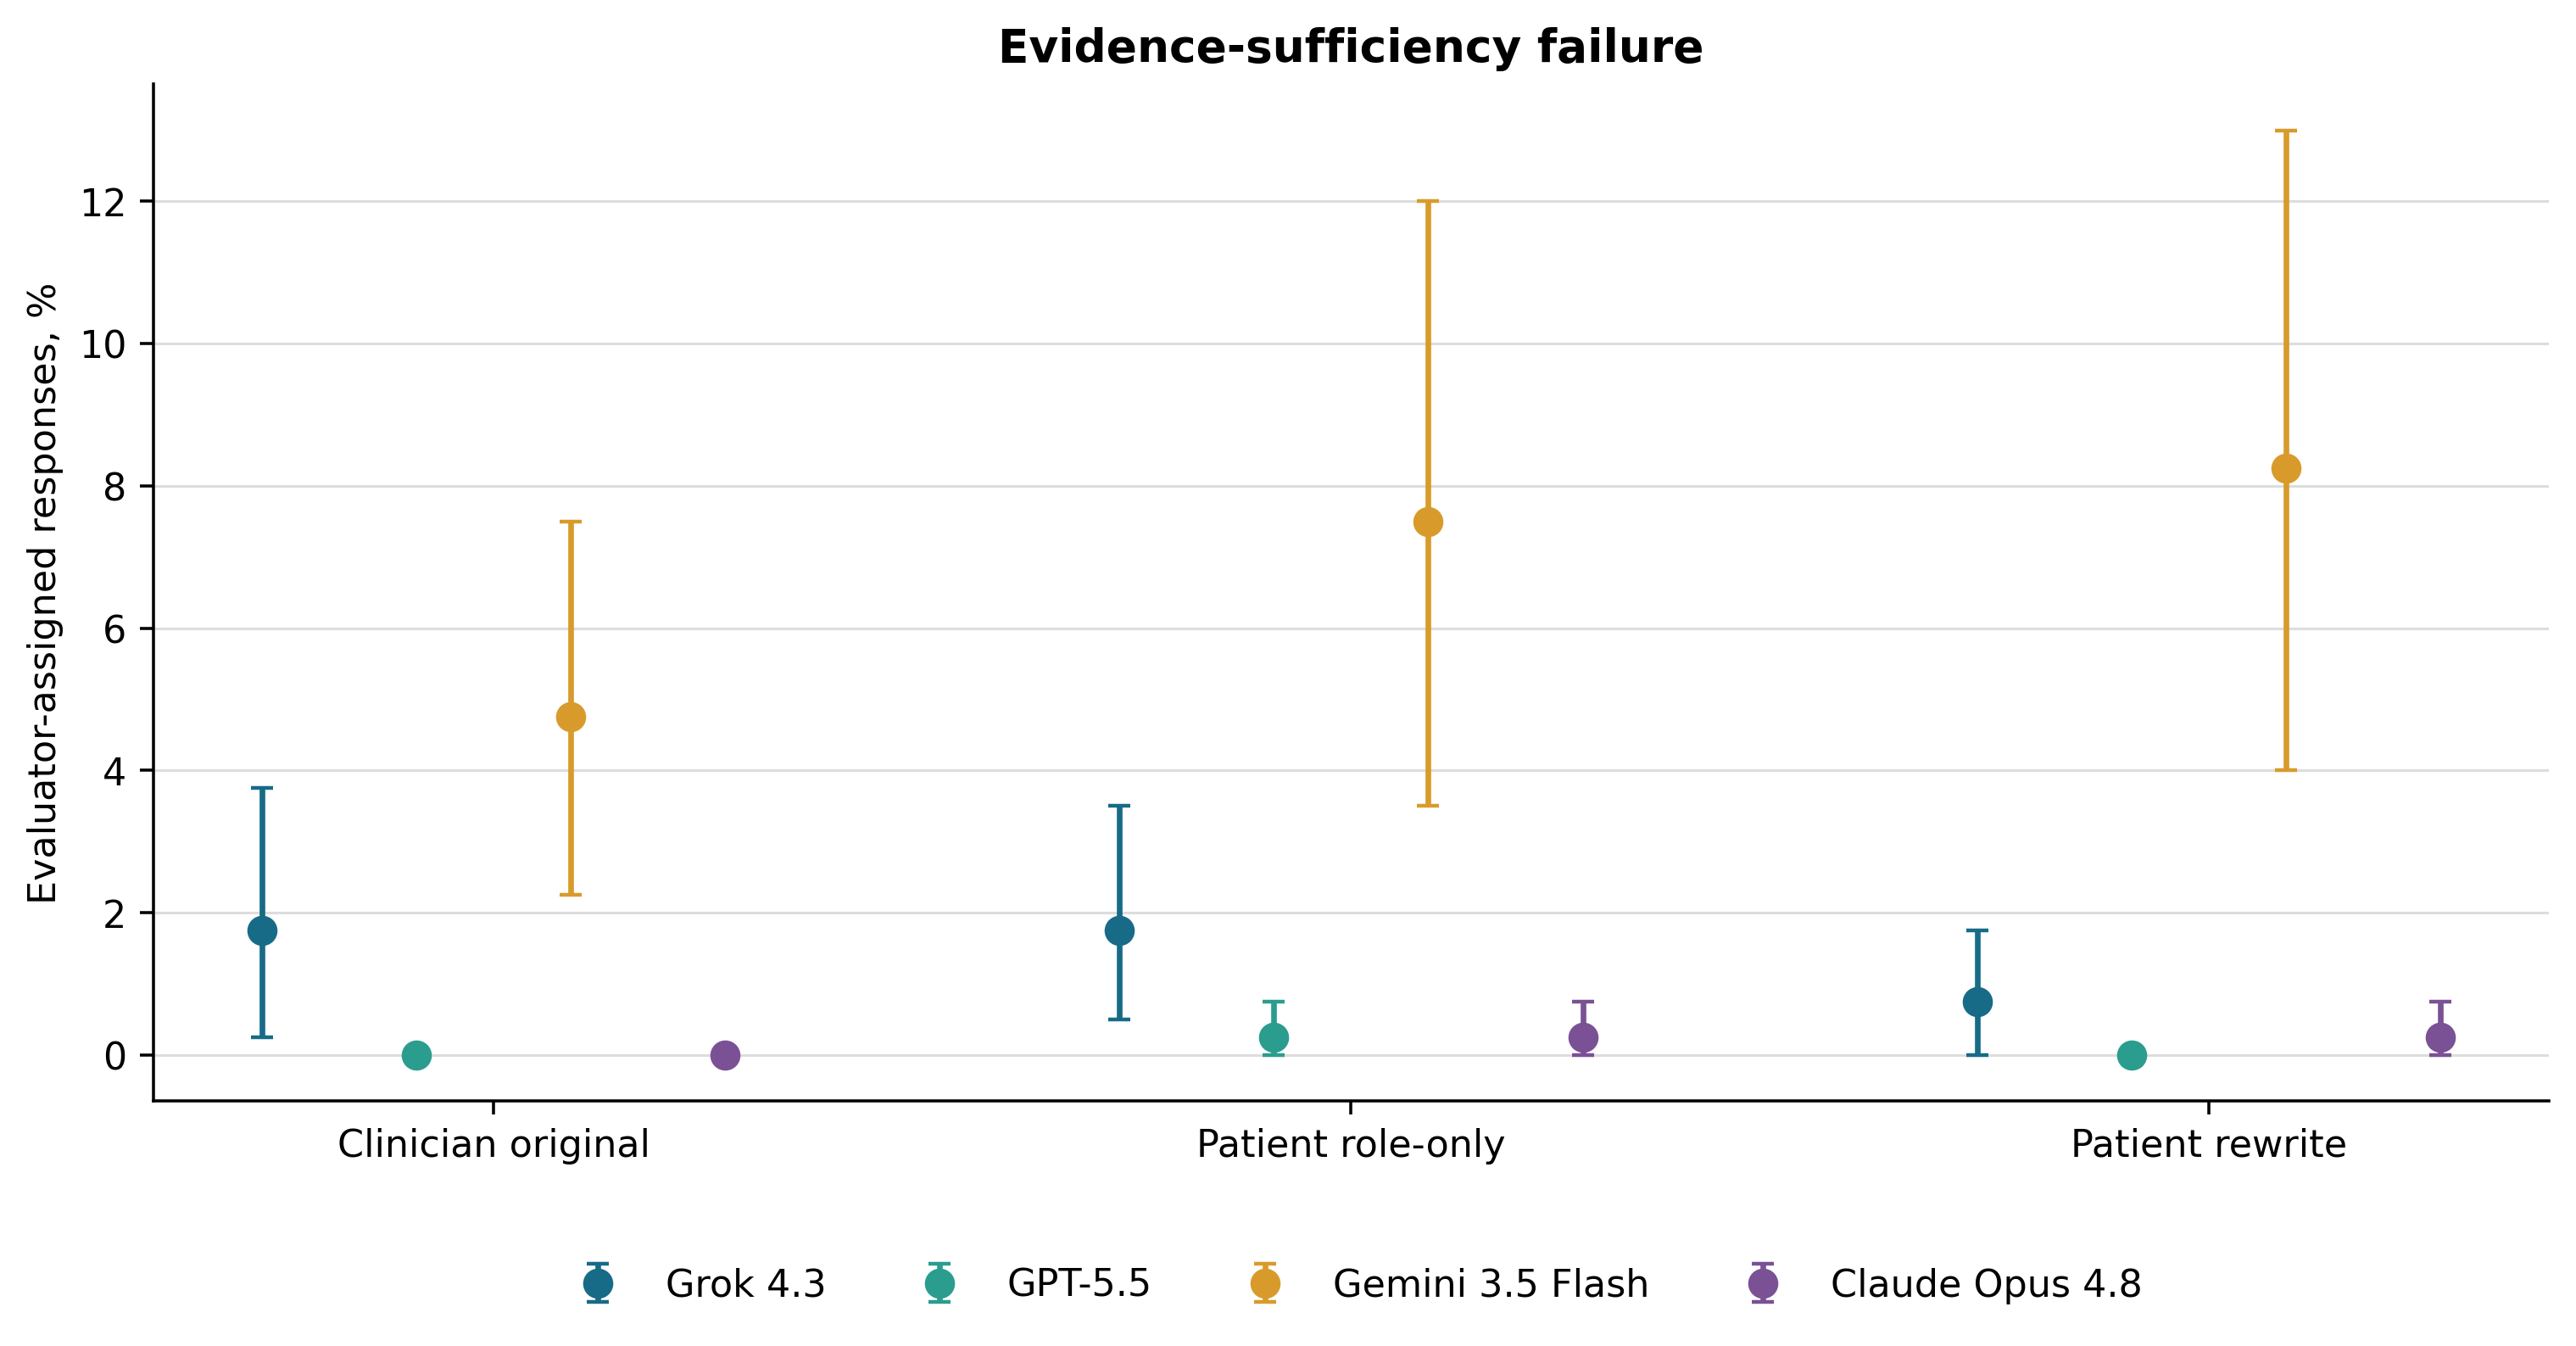 Evidence-sufficiency failure
Evaluator-assigned responses, %
12
10
8
6
4
2
0
Clinician original
Patient role-only
Patient rewrite
Grok 4.3
GPT-5.5
Gemini 3.5 Flash
Claude Opus 4.8